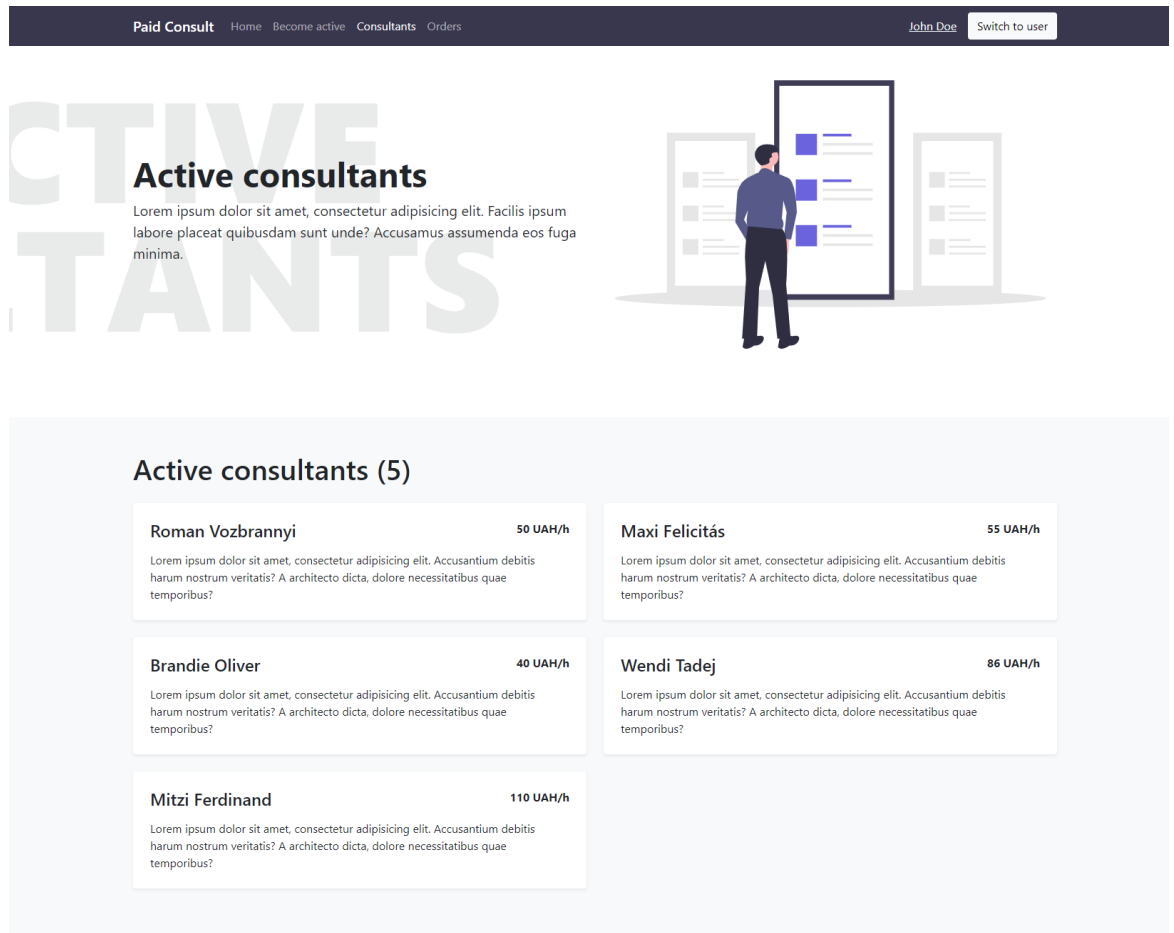 Paid Consult Home Become active Consultants Orders John Doe Switch to user
CTIVE
TANTS
Active consultants
Lorem ipsum dolor sit amet, consectetur adipisicing elit. Facilis ipsum
labore placeat quibusdam sunt unde? Accusamus assumenda eos fuga
minima.
Active consultants (5)
Roman Vozbrannyi 50 UAH/h
Lorem ipsum dolor sit amet, consectetur adipisicing elit. Accusantium debitis
harum nostrum veritatis? A architecto dicta, dolore necessitatibus quae
temporibus?
Maxi Felicitás 55 UAH/h
Lorem ipsum dolor sit amet, consectetur adipisicing elit. Accusantium debitis
harum nostrum veritatis? A architecto dicta, dolore necessitatibus quae
temporibus?
Brandie Oliver 40 UAH/h
Lorem ipsum dolor sit amet, consectetur adipisicing elit. Accusantium debitis
harum nostrum veritatis? A architecto dicta, dolore necessitatibus quae
temporibus?
Wendi Tadej 86 UAH/h
Lorem ipsum dolor sit amet, consectetur adipisicing elit. Accusantium debitis
harum nostrum veritatis? A architecto dicta, dolore necessitatibus quae
temporibus?
Mitzi Ferdinand 110 UAH/h
Lorem ipsum dolor sit amet, consectetur adipisicing elit. Accusantium debitis
harum nostrum veritatis? A architecto dicta, dolore necessitatibus quae
temporibus?